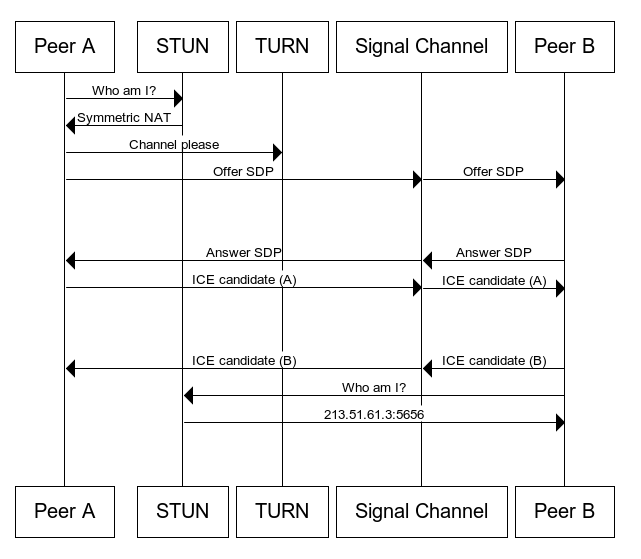 Peer A STUN TURN Signal Channel Peer B
Who am I?
Symmetric NAT
Channel please
Offer SDP Offer SDP
Answer SDP Answer SDP
ICE candidate (A) ICE candidate (A)
ICE candidate (B) ICE candidate (B)
Who am I?
213.51.61.3:5656
Peer A STUN TURN Signal Channel Peer B